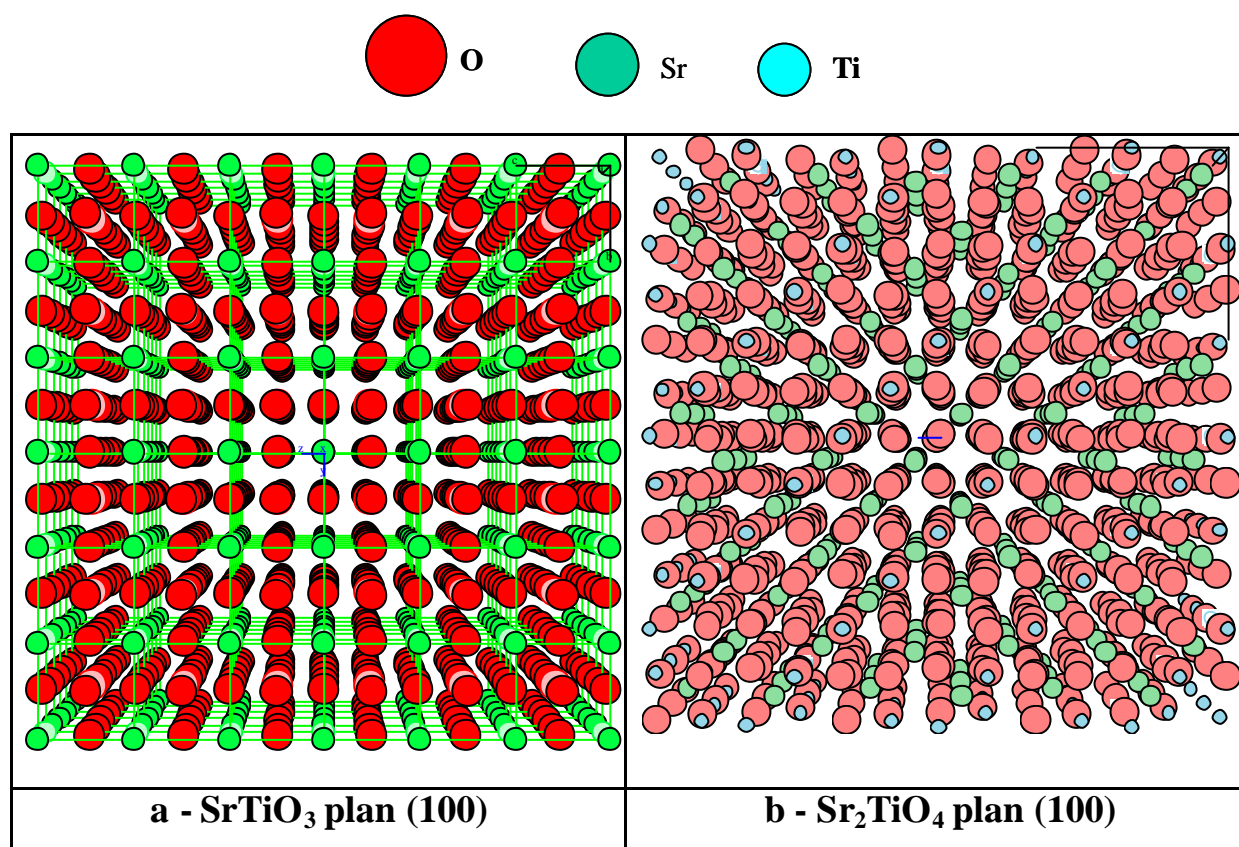 O Sr Ti
c
b
z x
y
a - SrTiO₃ plan (100)
b - Sr₂TiO₄ plan (100)